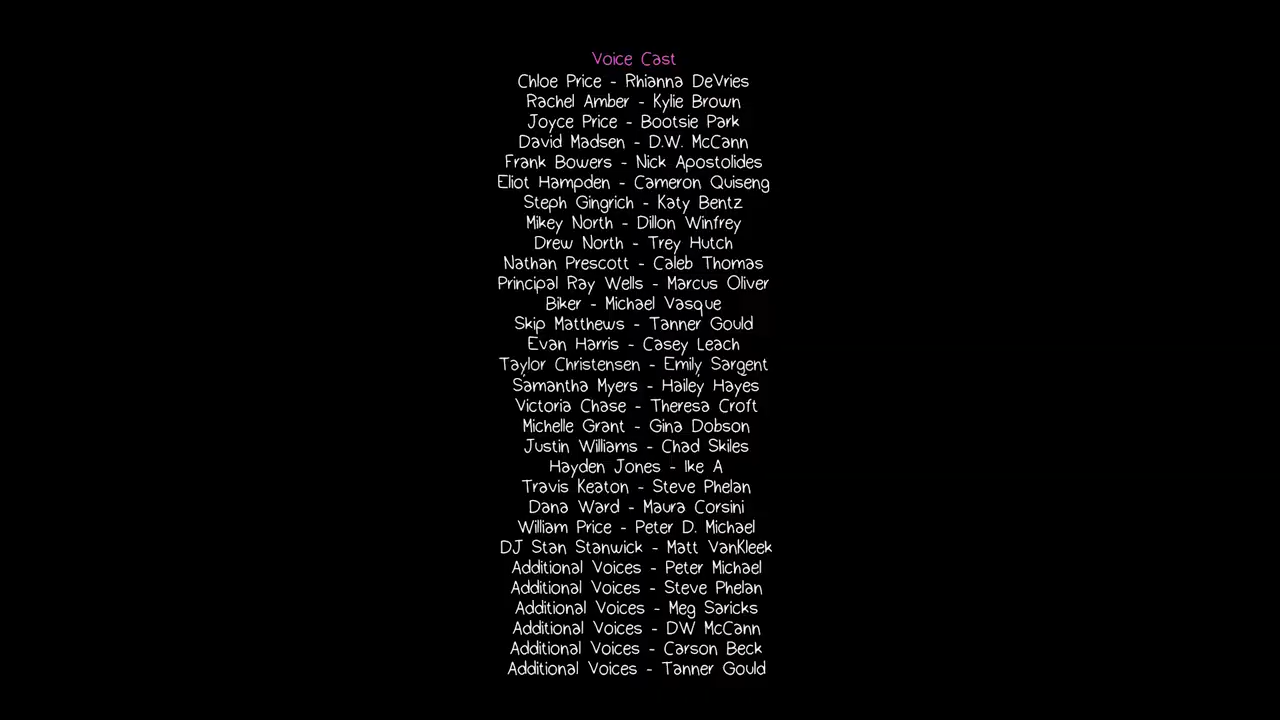 Voice Cast
Chloe Price - Rhianna DeVries
Rachel Amber - Kylie Brown
Joyce Price - Bootsie Park
David Madsen - D.W. McCann
Frank Bowers - Nick Apostolides
Eliot Hampden - Cameron Quiseng
Steph Gingrich - Katy Bentz
Mikey North - Dillon Winfrey
Drew North - Trey Hutch
Nathan Prescott - Caleb Thomas
Principal Ray Wells - Marcus Oliver
Biker - Michael Vasque
Skip Matthews - Tanner Gould
Evan Harris - Casey Leach
Taylor Christensen - Emily Sargent
Samantha Myers - Hailey Hayes
Victoria Chase - Theresa Croft
Michelle Grant - Gina Dobson
Justin Williams - Chad Skiles
Hayden Jones - Ike A
Travis Keaton - Steve Phelan
Dana Ward - Maura Corsini
William Price - Peter D. Michael
DJ Stan Stanwick - Matt VanKleek
Additional Voices - Peter Michael
Additional Voices - Steve Phelan
Additional Voices - Meg Saricks
Additional Voices - DW McCann
Additional Voices - Carson Beck
Additional Voices - Tanner Gould